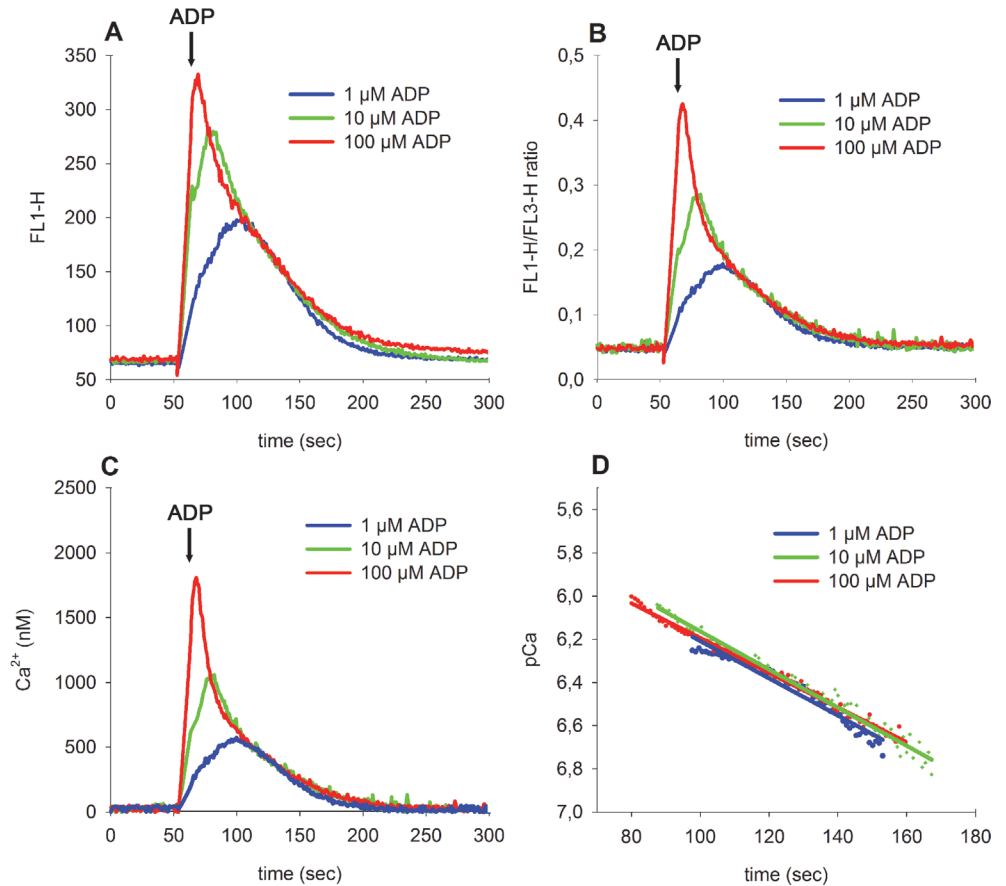 A
ADP
350
300
250
200
150
100
50
FL1-H
1 µM ADP
10 µM ADP
100 µM ADP
0 50 100 150 200 250 300
time (sec)
B
ADP
0,5
0,4
0,3
0,2
0,1
0,0
FL1-H/FL3-H ratio
1 µM ADP
10 µM ADP
100 µM ADP
0 50 100 150 200 250 300
time (sec)
C
ADP
2500
2000
1500
1000
500
0
Ca²⁺ (nM)
1 µM ADP
10 µM ADP
100 µM ADP
0 50 100 150 200 250 300
time (sec)
D
5,6
5,8
6,0
6,2
6,4
6,6
6,8
7,0
pCa
1 µM ADP
10 µM ADP
100 µM ADP
80 100 120 140 160 180
time (sec)